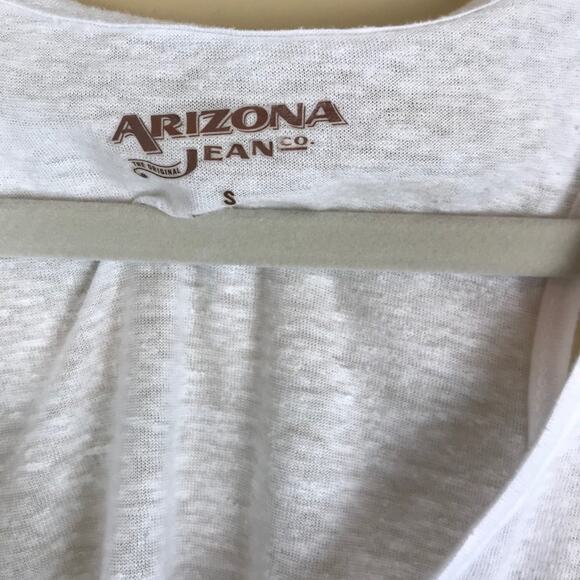 ARIZONA
JEAN CO.
THE ORIGINAL
S